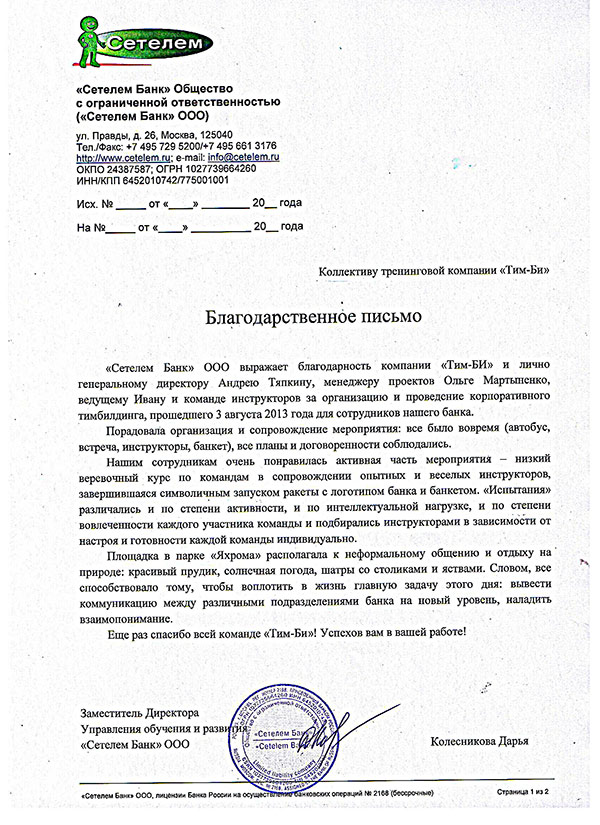 Сетелем
«Сетелем Банк» Общество
с ограниченной ответственностью
(«Сетелем Банк» ООО)
ул. Правды, д. 26, Москва, 125040
Тел./Факс: +7 495 729 5200/+7 495 661 3176
http://www.cetelem.ru; e-mail: info@cetelem.ru
ОКПО 24387587; ОГРН 1027739664260
ИНН/КПП 6452010742/775001001
Исх. № _____ от «____» ________ 20__ года
На №_____ от «____» __________ 20__ года
Коллективу тренинговой компании «Тим-Би»
Благодарственное письмо
«Сетелем Банк» ООО выражает благодарность компании «Тим-БИ» и лично
генеральному директору Андрею Тяпкину, менеджеру проектов Ольге Мартыненко,
ведущему Ивану и команде инструкторов за организацию и проведение корпоративного
тимбилдинга, прошедшего 3 августа 2013 года для сотрудников нашего банка.
Порадовала организация и сопровождение мероприятия: все было вовремя (автобус,
встреча, инструкторы, банкет), все планы и договоренности соблюдались.
Нашим сотрудникам очень понравилась активная часть мероприятия – низкий
веревочный курс по командам в сопровождении опытных и веселых инструкторов,
завершившаяся символичным запуском ракеты с логотипом банка и банкетом. «Испытания»
различались и по степени активности, и по интеллектуальной нагрузке, и по степени
вовлеченности каждого участника команды и подбирались инструкторами в зависимости от
настроя и готовности каждой команды индивидуально.
Площадка в парке «Яхрома» располагала к неформальному общению и отдыху на
природе: красивый прудик, солнечная погода, шатры со столиками и яствами. Словом, все
способствовало тому, чтобы воплотить в жизнь главную задачу этого дня: вывести
коммуникацию между различными подразделениями банка на новый уровень, наладить
взаимопонимание.
Еще раз спасибо всей команде «Тим-Би»! Успехов вам в вашей работе!
Заместитель Директора
Управления обучения и развития
«Сетелем Банк» ООО
«Сетелем Банк»
«Cetelem Bank»
Limited liability company
Колесникова Дарья
«Сетелем Банк» ООО, лицензии Банка России на осуществление банковских операций № 2168 (бессрочные)
Страница 1 из 2